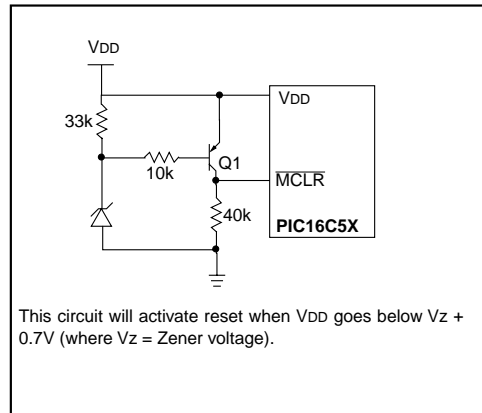 VDD
VDD
33k
Q1
10k
MCLR
40k
PIC16C5X
This circuit will activate reset when VDD goes below Vz +
0.7V (where Vz = Zener voltage).